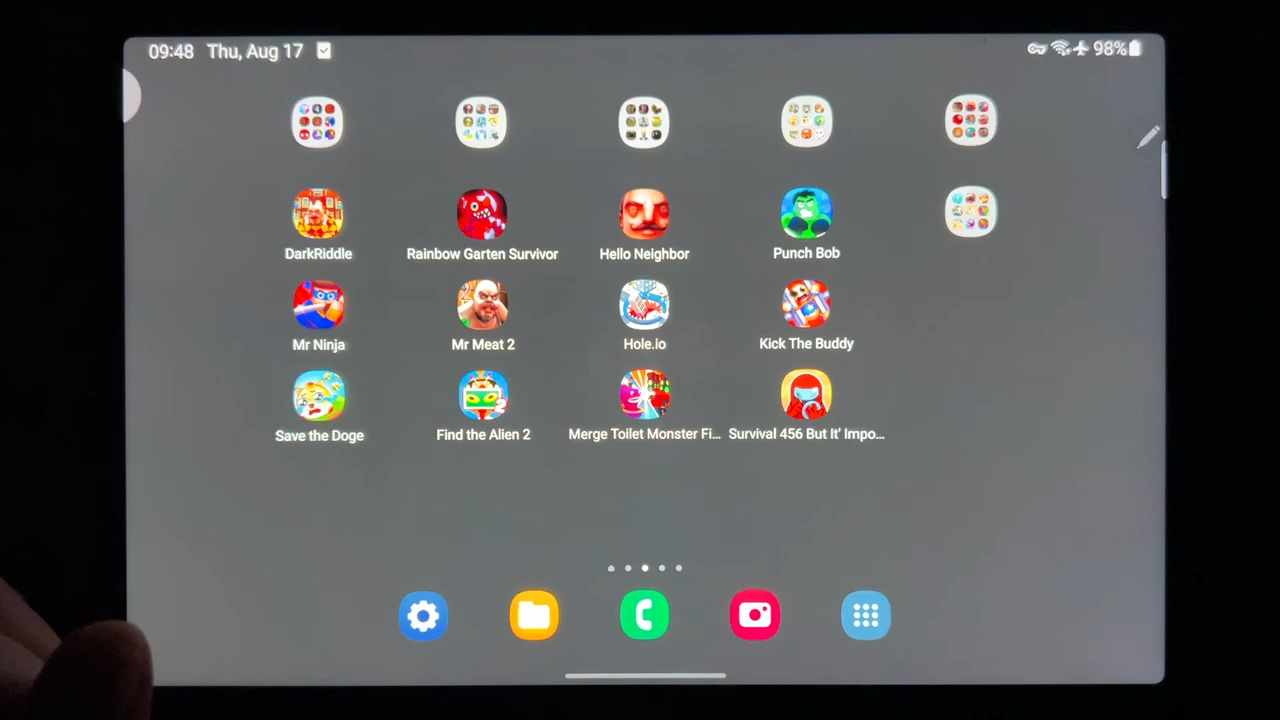 09:48 Thu, Aug 17
98%
DarkRiddle
Rainbow Garten Survivor
Hello Neighbor
Punch Bob
Mr Ninja
Mr Meat 2
Hole.io
Kick The Buddy
Save the Doge
Find the Alien 2
Merge Toilet Monster Fi...
Survival 456 But It' Impo...